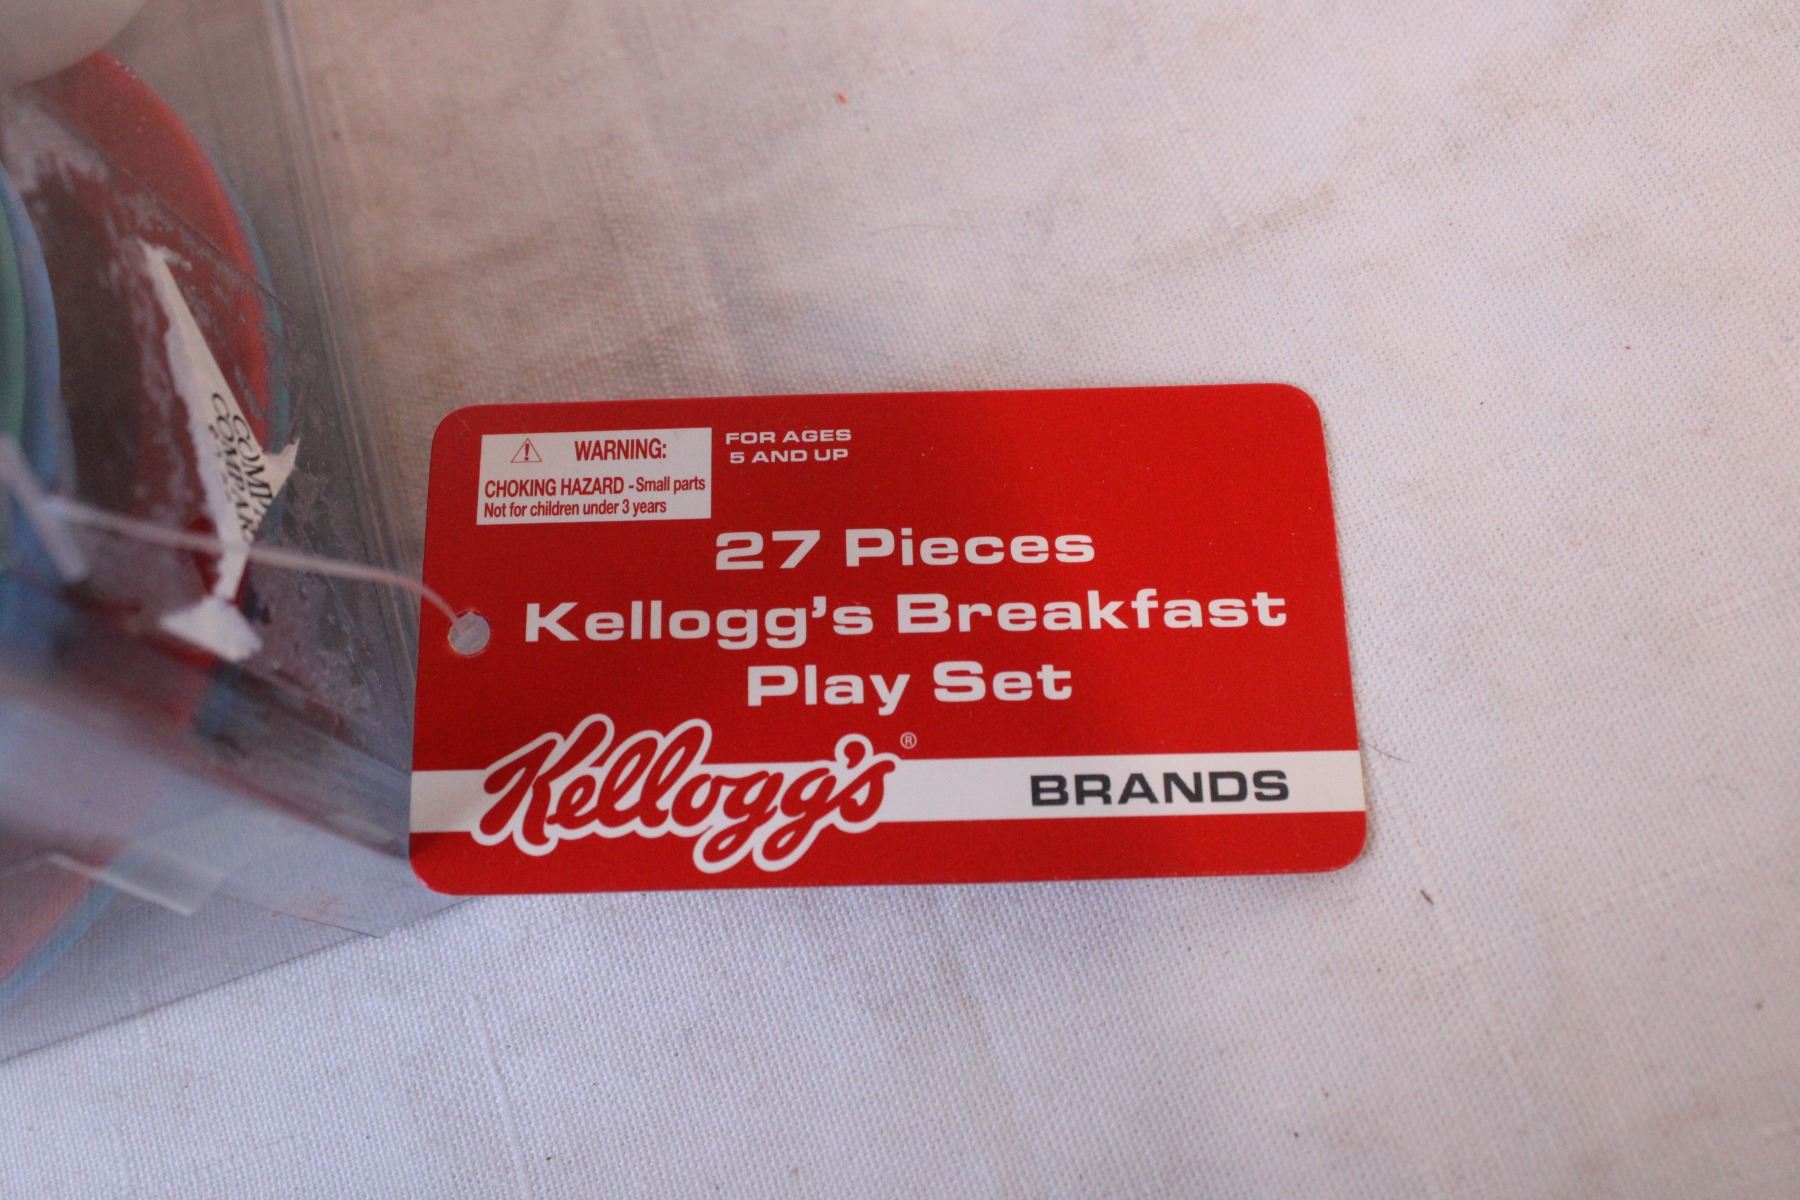 WARNING:
CHOKING HAZARD - Small parts
Not for children under 3 years
FOR AGES
5 AND UP
27 Pieces
Kellogg's Breakfast
Play Set
Kellogg's®
BRANDS